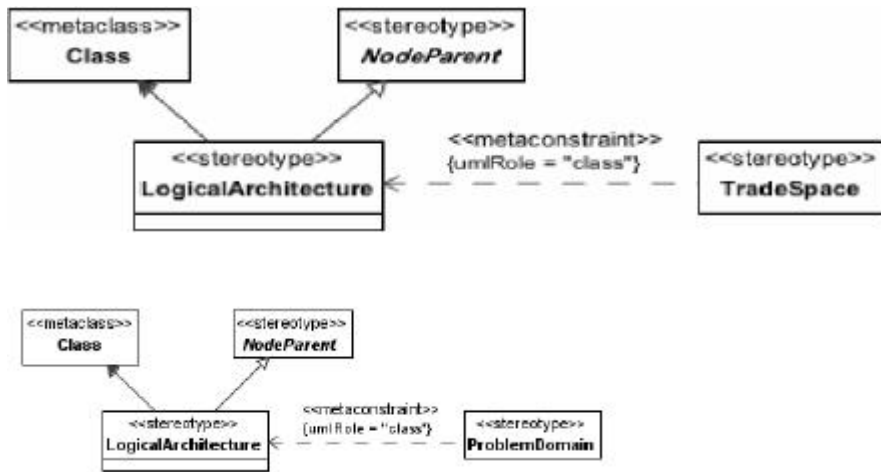 <<metaclass>>
Class
<<stereotype>>
NodeParent
<<stereotype>>
LogicalArchitecture
<<metaconstraint>>
{umlRole = "class"}
<<stereotype>>
TradeSpace
<<metaclass>>
Class
<<stereotype>>
NodeParent
<<stereotype>>
LogicalArchitecture
<<metaconstraint>>
{umlRole = "class"}
<<stereotype>>
ProblemDomain